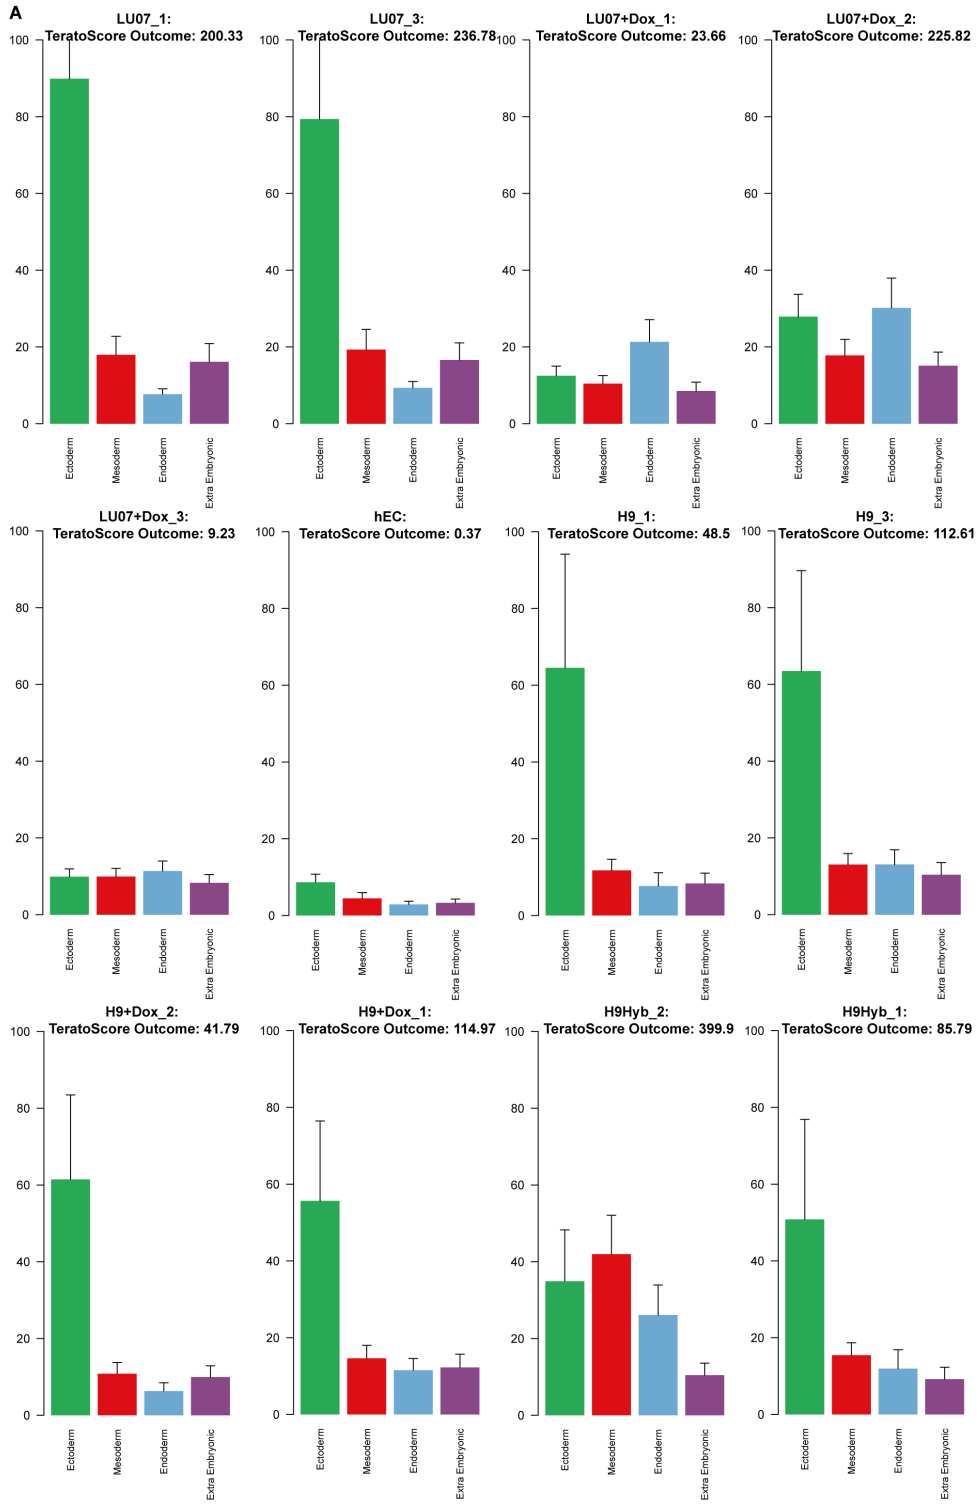 A
LU07_1:
TeratoScore Outcome: 200.33
100
80
60
40
20
0
Ectoderm
Mesoderm
Endoderm
Extra Embryonic
LU07_3:
TeratoScore Outcome: 236.78
100
80
60
40
20
0
Ectoderm
Mesoderm
Endoderm
Extra Embryonic
LU07+Dox_1:
TeratoScore Outcome: 23.66
100
80
60
40
20
0
Ectoderm
Mesoderm
Endoderm
Extra Embryonic
LU07+Dox_2:
TeratoScore Outcome: 225.82
100
80
60
40
20
0
Ectoderm
Mesoderm
Endoderm
Extra Embryonic
LU07+Dox_3:
TeratoScore Outcome: 9.23
100
80
60
40
20
0
Ectoderm
Mesoderm
Endoderm
Extra Embryonic
hEC:
TeratoScore Outcome: 0.37
100
80
60
40
20
0
Ectoderm
Mesoderm
Endoderm
Extra Embryonic
H9_1:
TeratoScore Outcome: 48.5
100
80
60
40
20
0
Ectoderm
Mesoderm
Endoderm
Extra Embryonic
H9_3:
TeratoScore Outcome: 112.61
100
80
60
40
20
0
Ectoderm
Mesoderm
Endoderm
Extra Embryonic
H9+Dox_2:
TeratoScore Outcome: 41.79
100
80
60
40
20
0
Ectoderm
Mesoderm
Endoderm
Extra Embryonic
H9+Dox_1:
TeratoScore Outcome: 114.97
100
80
60
40
20
0
Ectoderm
Mesoderm
Endoderm
Extra Embryonic
H9Hyb_2:
TeratoScore Outcome: 399.9
100
80
60
40
20
0
Ectoderm
Mesoderm
Endoderm
Extra Embryonic
H9Hyb_1:
TeratoScore Outcome: 85.79
100
80
60
40
20
0
Ectoderm
Mesoderm
Endoderm
Extra Embryonic